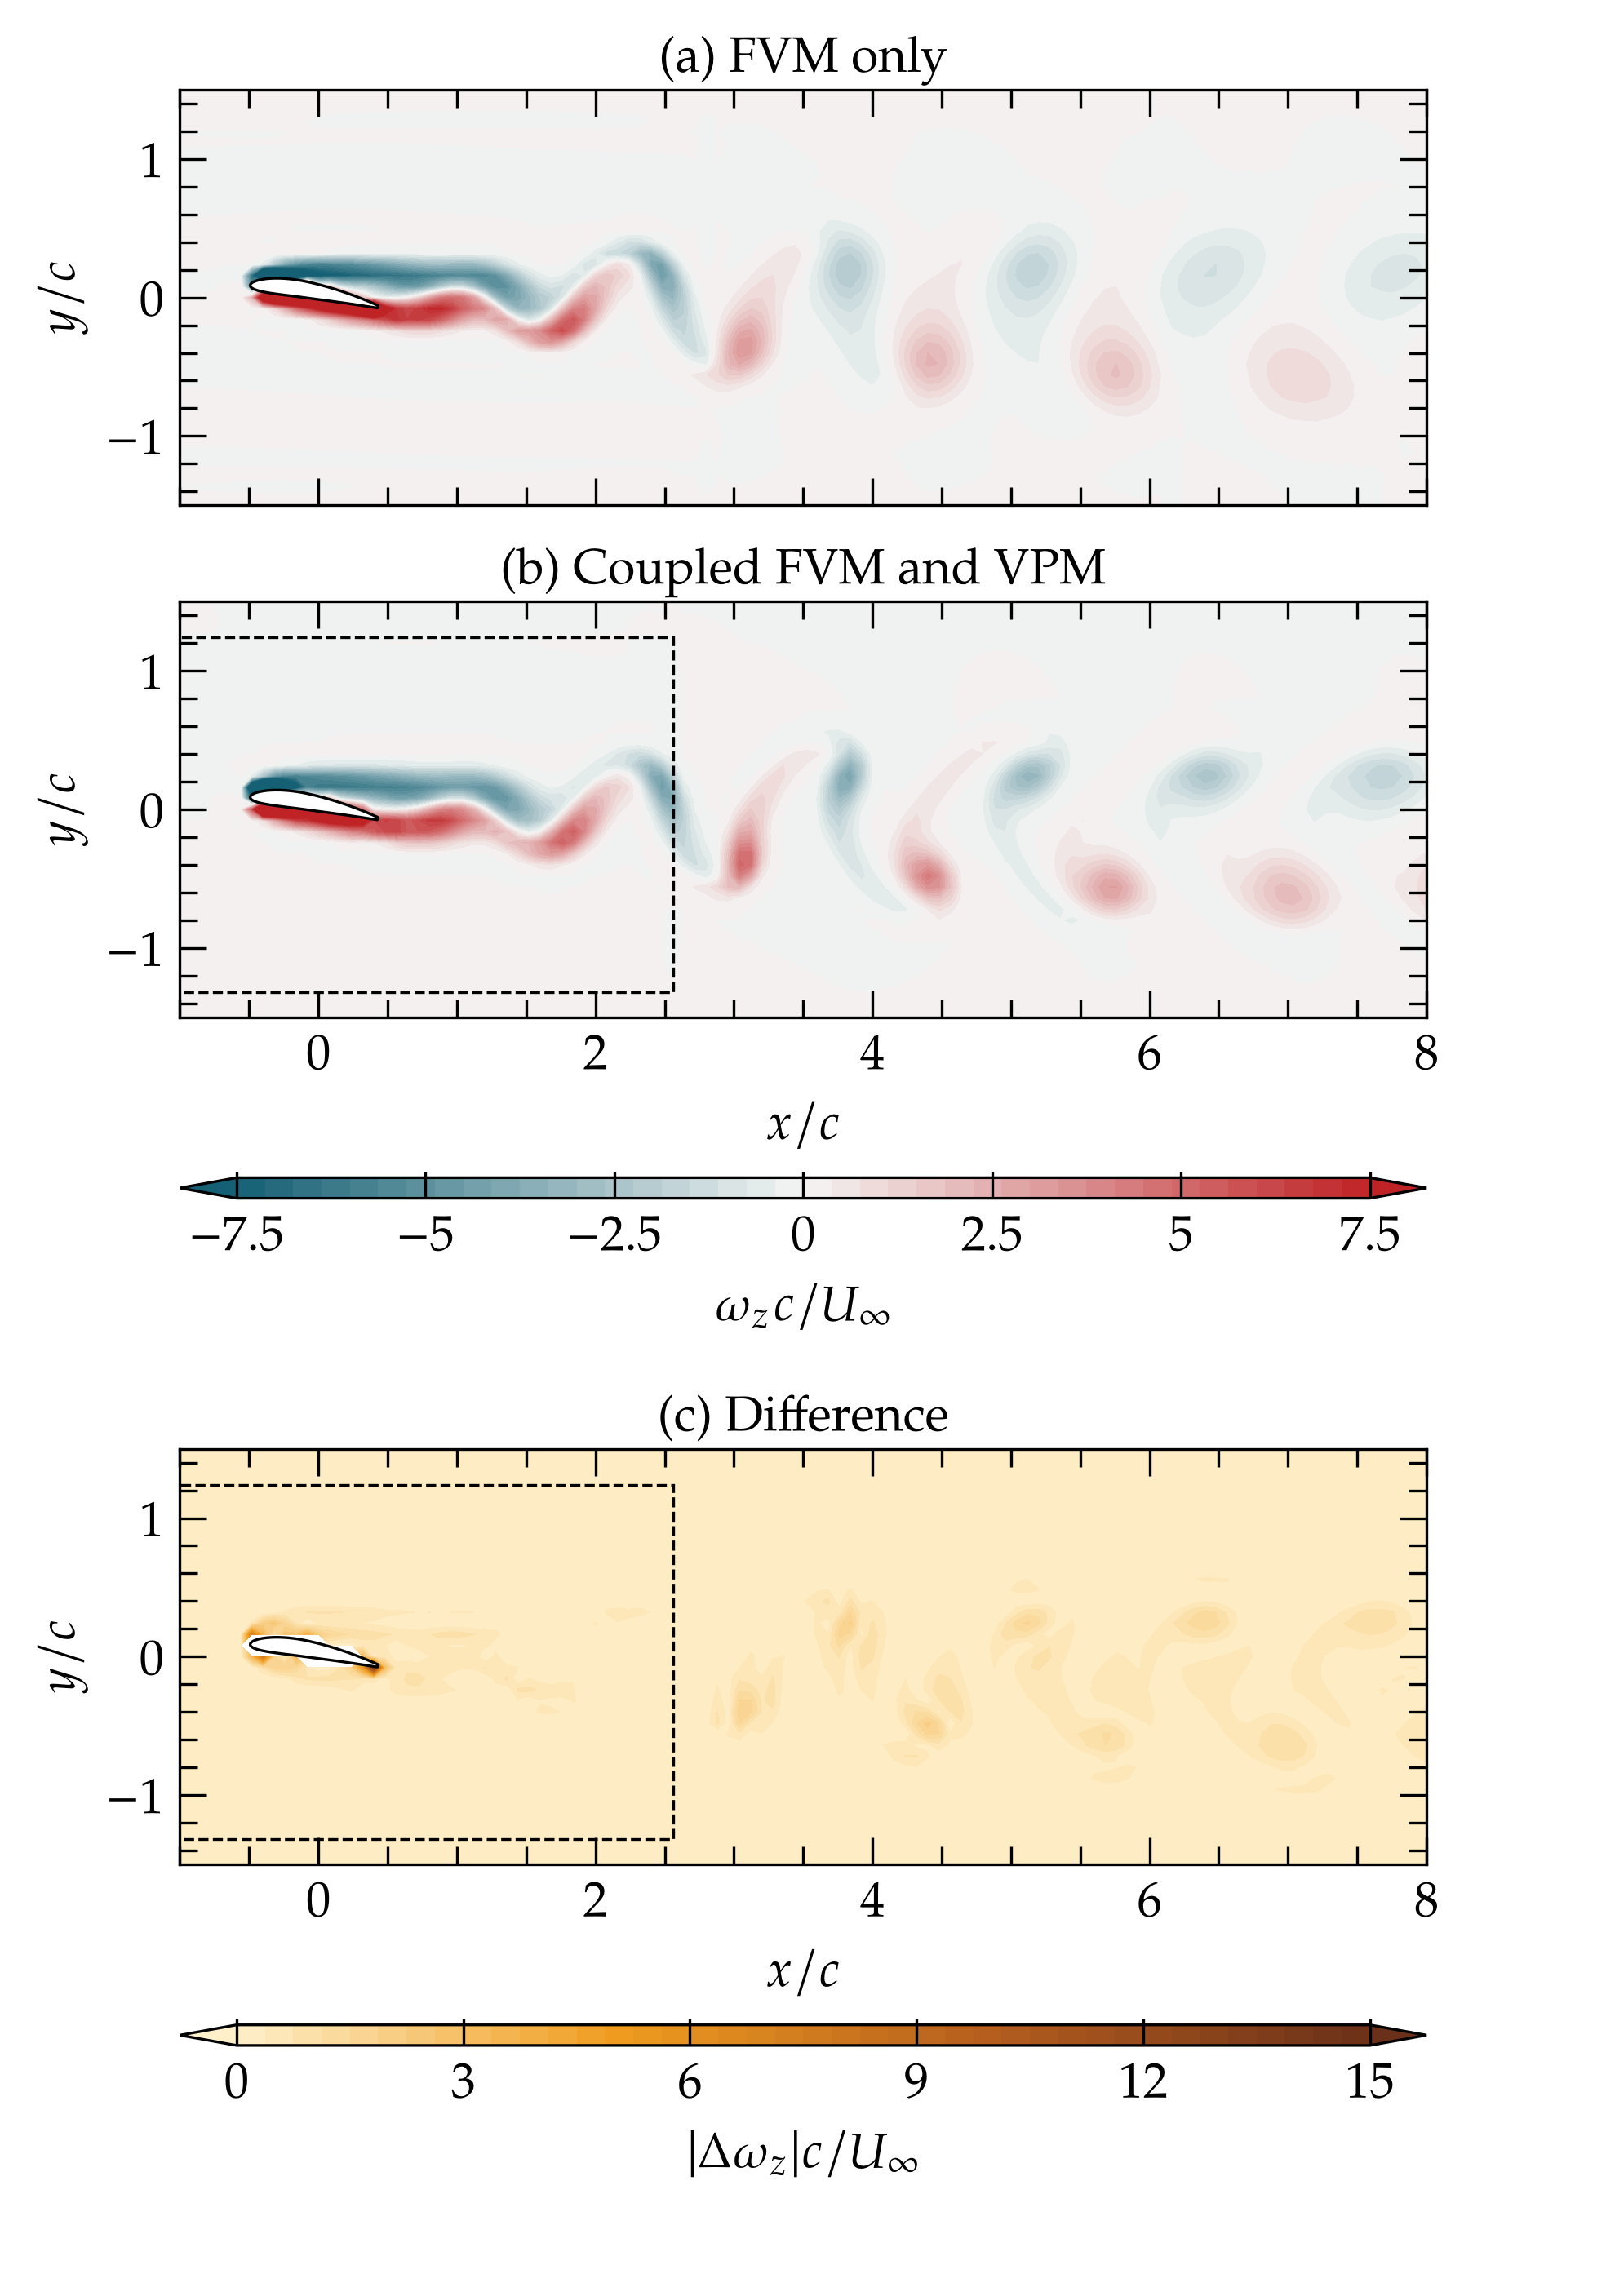 (a) FVM only
1
0
−1
y/c
(b) Coupled FVM and VPM
1
0
−1
y/c
0 2 4 6 8
x/c
−7.5 −5 −2.5 0 2.5 5 7.5
ω_z c/U_∞
(c) Difference
1
0
−1
y/c
0 2 4 6 8
x/c
0 3 6 9 12 15
|Δω_z|c/U_∞